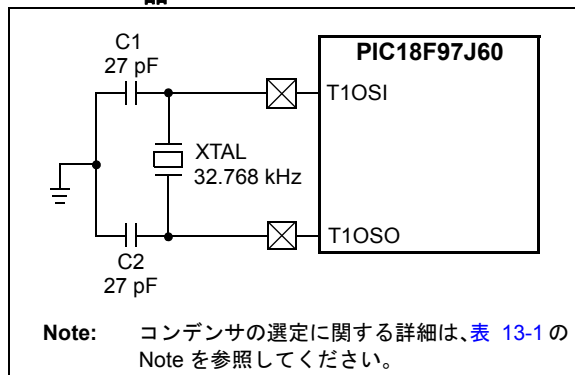 器
C1
27 pF
PIC18F97J60
T1OSI
XTAL
32.768 kHz
T1OSO
C2
27 pF
Note: コンデンサの選定に関する詳細は、表 13-1 の
Note を参照してください。